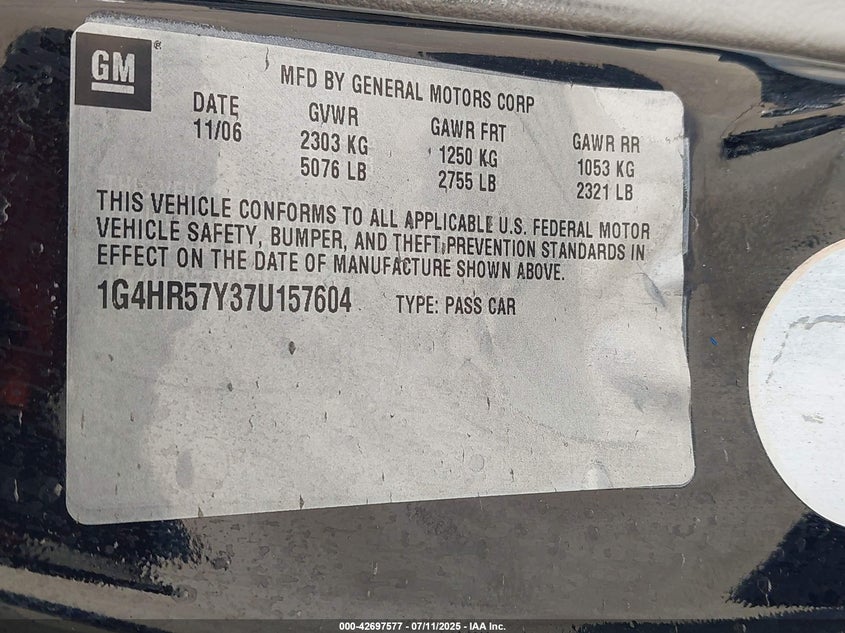 GM®
MFD BY GENERAL MOTORS CORP
DATE GVWR GAWR FRT GAWR RR
11/06 2303 KG 1250 KG 1053 KG
5076 LB 2755 LB 2321 LB
THIS VEHICLE CONFORMS TO ALL APPLICABLE U.S. FEDERAL MOTOR
VEHICLE SAFETY, BUMPER, AND THEFT PREVENTION STANDARDS IN
EFFECT ON THE DATE OF MANUFACTURE SHOWN ABOVE.
1G4HR57Y37U157604 TYPE: PASS CAR
000-42697577 - 07/11/2025 - IAA Inc.